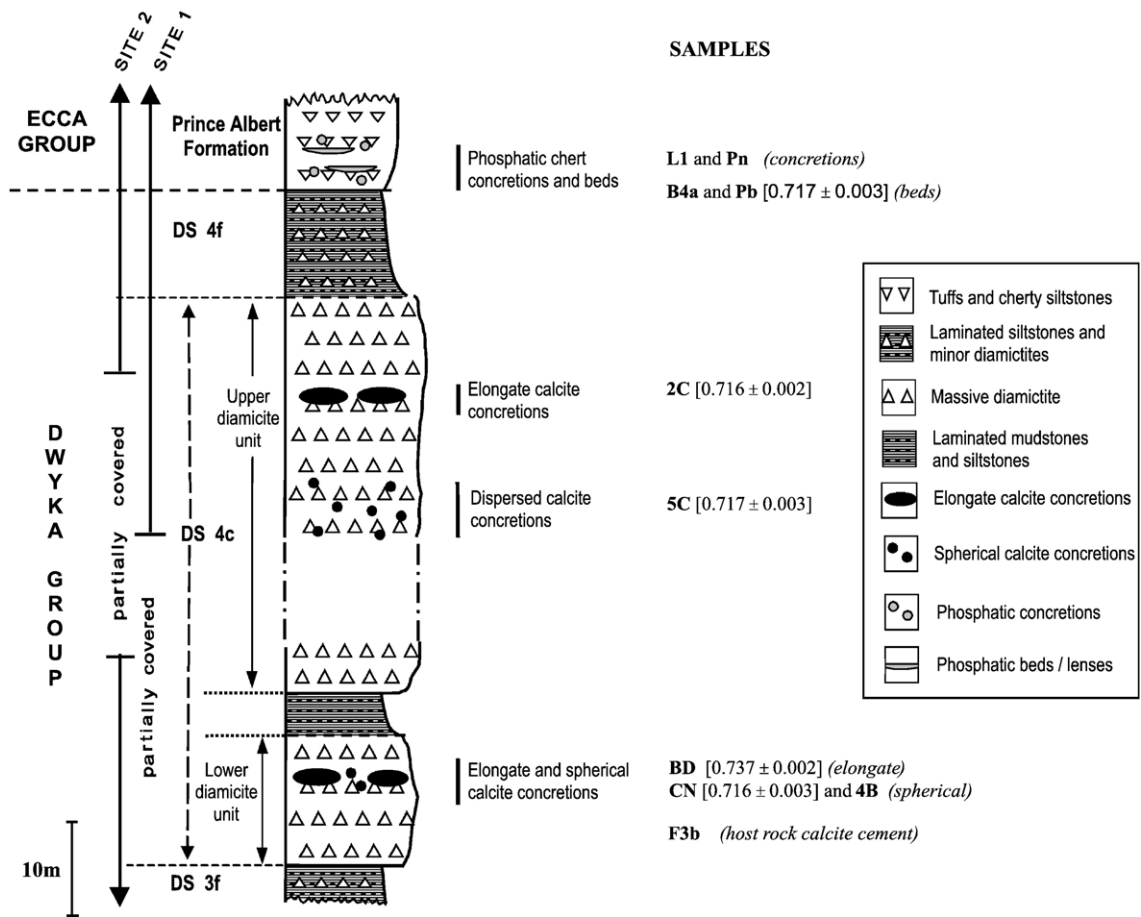 SITE 2
SITE 1
SAMPLES
ECCA
GROUP
Prince Albert
Formation
Phosphatic chert
concretions and beds
L1 and Pn (concretions)
B4a and Pb [0.717 ± 0.003] (beds)
DS 4f
Upper
diamicite
unit
Elongate calcite
concretions
2C [0.716 ± 0.002]
DWYKA GROUP
partially covered
partially covered
DS 4c
Dispersed calcite
concretions
5C [0.717 ± 0.003]
Lower
diamicite
unit
Elongate and spherical
calcite concretions
BD [0.737 ± 0.002] (elongate)
CN [0.716 ± 0.003] and 4B (spherical)
F3b (host rock calcite cement)
10m
DS 3f
Tuffs and cherty siltstones
Laminated siltstones and
minor diamictites
Massive diamictite
Laminated mudstones
and siltstones
Elongate calcite concretions
Spherical calcite concretions
Phosphatic concretions
Phosphatic beds / lenses